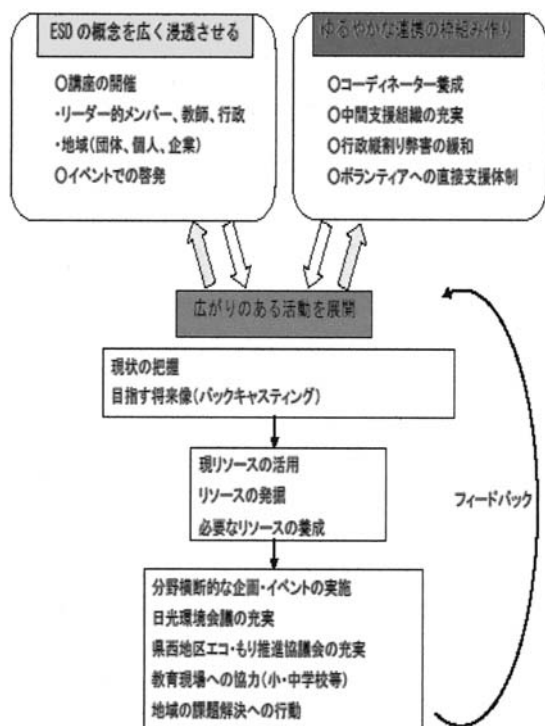 ESDの概念を広く浸透させる
〇講座の開催
・リーダー的メンバー、教師、行政
・地域(団体、個人、企業)
〇イベントでの啓発
ゆるやかな連携の枠組み作り
〇コーディネーター養成
〇中間支援組織の充実
〇行政縦割り弊害の緩和
〇ボランティアへの直接支援体制
広がりのある活動を展開
現状の把握
目指す将来像(バックキャスティング)
現リソースの活用
リソースの発掘
必要なリソースの養成
フィードバック
分野横断的な企画・イベントの実施
日光環境会議の充実
県西地区エコ・もり推進協議会の充実
教育現場への協力(小・中学校等)
地域の課題解決への行動